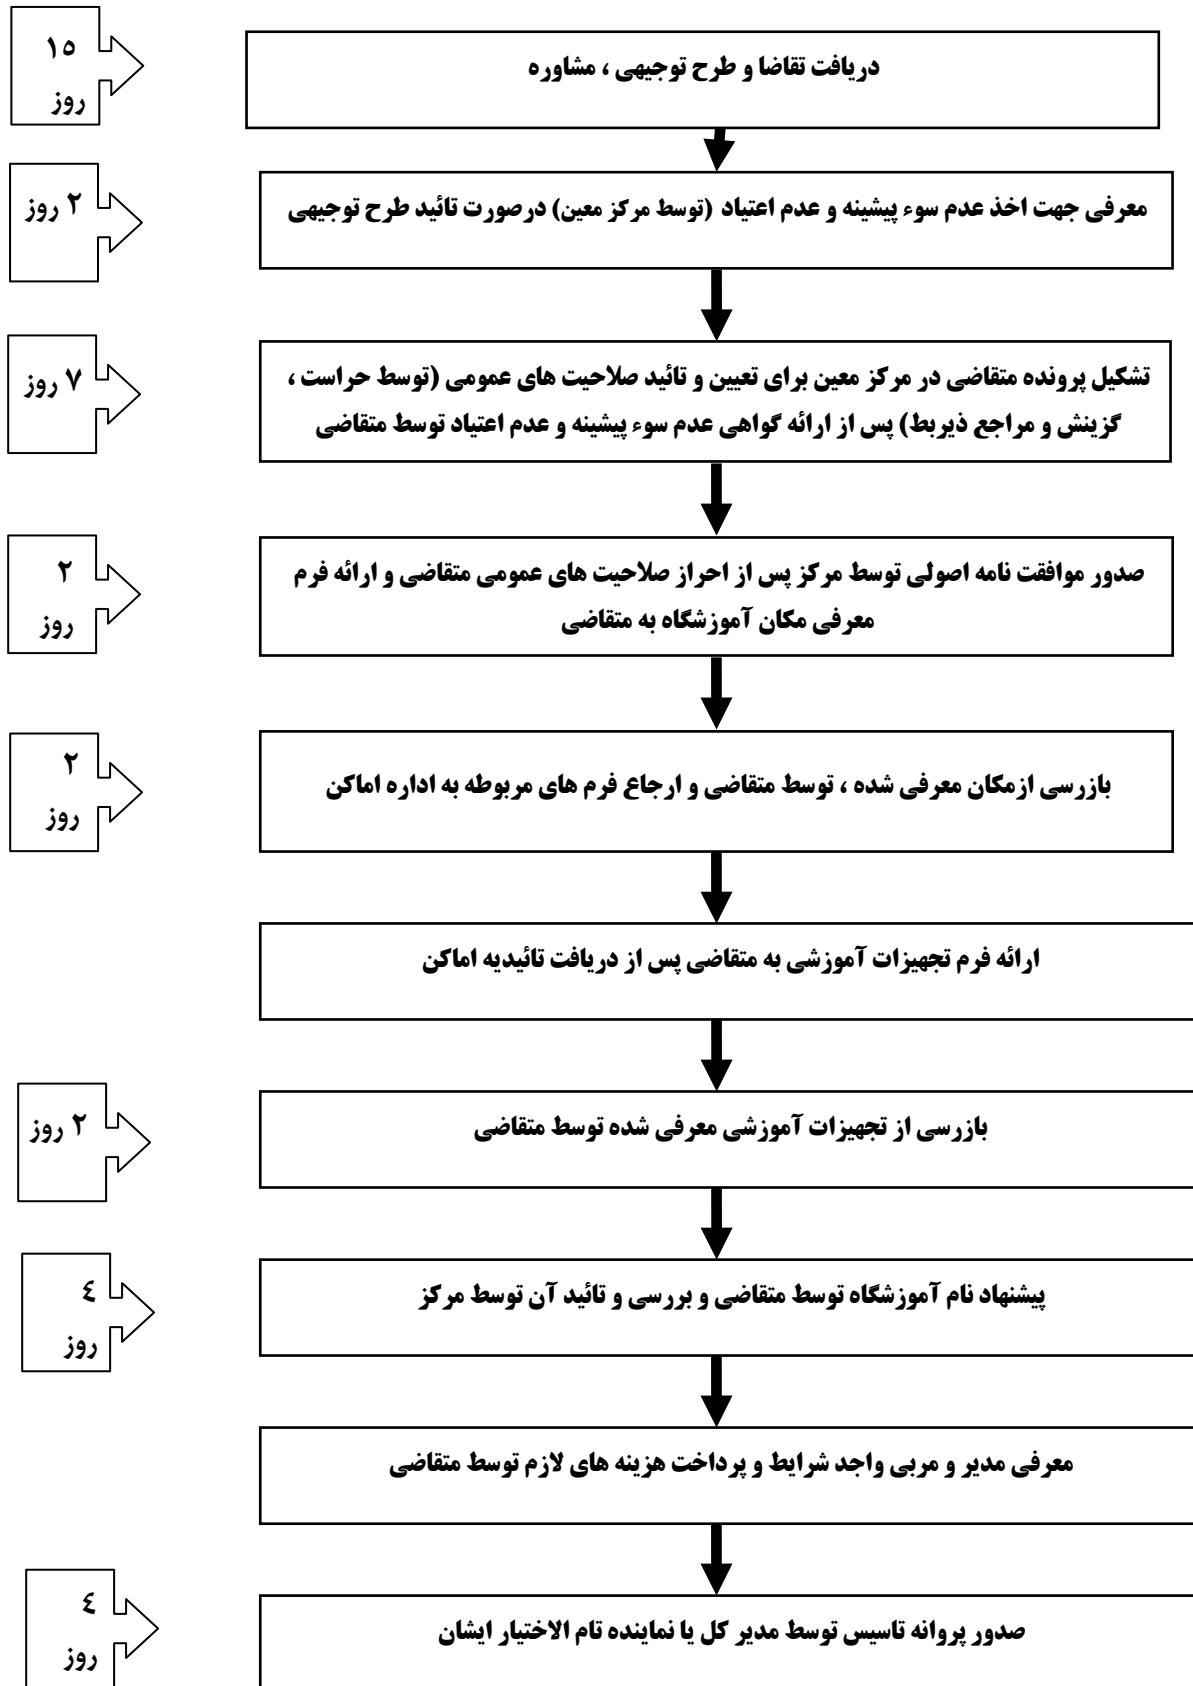 ۱۵
روز
دریافت تقاضا و طرح توجیهی ، مشاوره
۲ روز
معرفی جهت اخذ عدم سوء پیشینه و عدم اعتیاد (توسط مرکز معین) درصورت تائید طرح توجیهی
۷ روز
تشکیل پرونده متقاضی در مرکز معین برای تعیین و تائید صلاحیت های عمومی (توسط حراست ،
گزینش و مراجع ذیربط) پس از ارائه گواهی عدم سوء پیشینه و عدم اعتیاد توسط متقاضی
۲
روز
صدور موافقت نامه اصولی توسط مرکز پس از احراز صلاحیت های عمومی متقاضی و ارائه فرم
معرفی مکان آموزشگاه به متقاضی
۲
روز
بازرسی ازمکان معرفی شده ، توسط متقاضی و ارجاع فرم های مربوطه به اداره اماکن
ارائه فرم تجهیزات آموزشی به متقاضی پس از دریافت تائیدیه اماکن
۲ روز
بازرسی از تجهیزات آموزشی معرفی شده توسط متقاضی
٤
روز
پیشنهاد نام آموزشگاه توسط متقاضی و بررسی و تائید آن توسط مرکز
معرفی مدیر و مربی واجد شرایط و پرداخت هزینه های لازم توسط متقاضی
٤
روز
صدور پروانه تاسیس توسط مدیر کل یا نماینده تام الاختیار ایشان